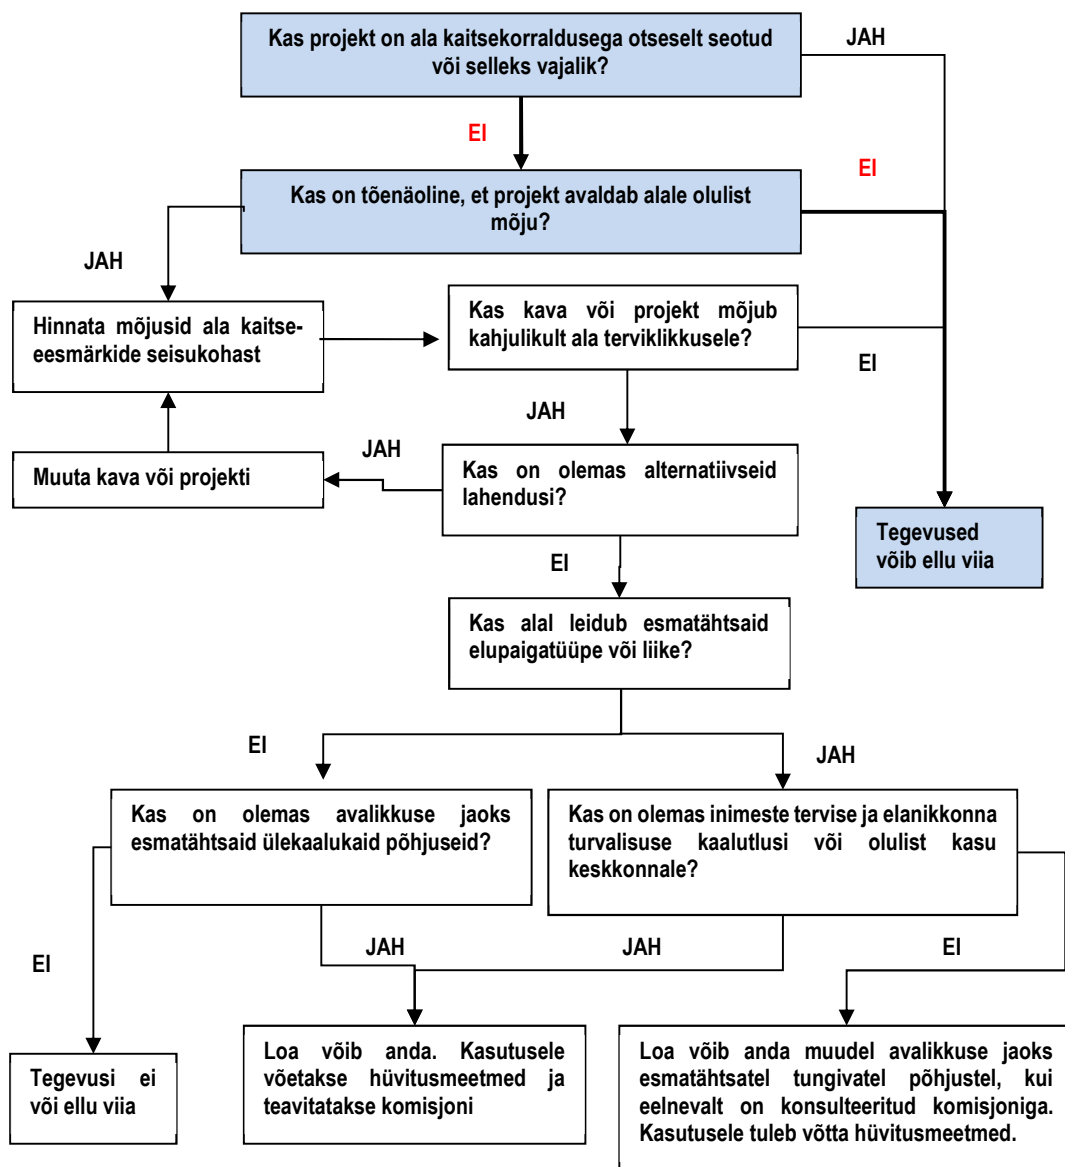 Kas projekt on ala kaitsekorraldusega otseselt seotud
või selleks vajalik?
JAH
EI
EI
Kas on tõenäoline, et projekt avaldab alale olulist
mõju?
JAH
Hinnata mõjusid ala kaitse-
eesmärkide seisukohast
Kas kava või projekt mõjub
kahjulikult ala terviklikkusele?
EI
JAH
JAH
Muuta kava või projekti
Kas on olemas alternatiivseid
lahendusi?
Tegevused
võib ellu viia
EI
Kas alal leidub esmatähtsaid
elupaigatüüpe või liike?
EI
JAH
Kas on olemas avalikkuse jaoks
esmatähtsaid ülekaalukaid põhjuseid?
Kas on olemas inimeste tervise ja elanikkonna
turvalisuse kaalutlusi või olulist kasu
keskkonnale?
EI
JAH
JAH
EI
Tegevusi ei
või ellu viia
Loa võib anda. Kasutusele
võetakse hüvitusmeetmed ja
teavitatakse komisjoni
Loa võib anda muudel avalikkuse jaoks
esmatähtsatel tungivatel põhjustel, kui
eelnevalt on konsulteeritud komisjoniga.
Kasutusele tuleb võtta hüvitusmeetmed.